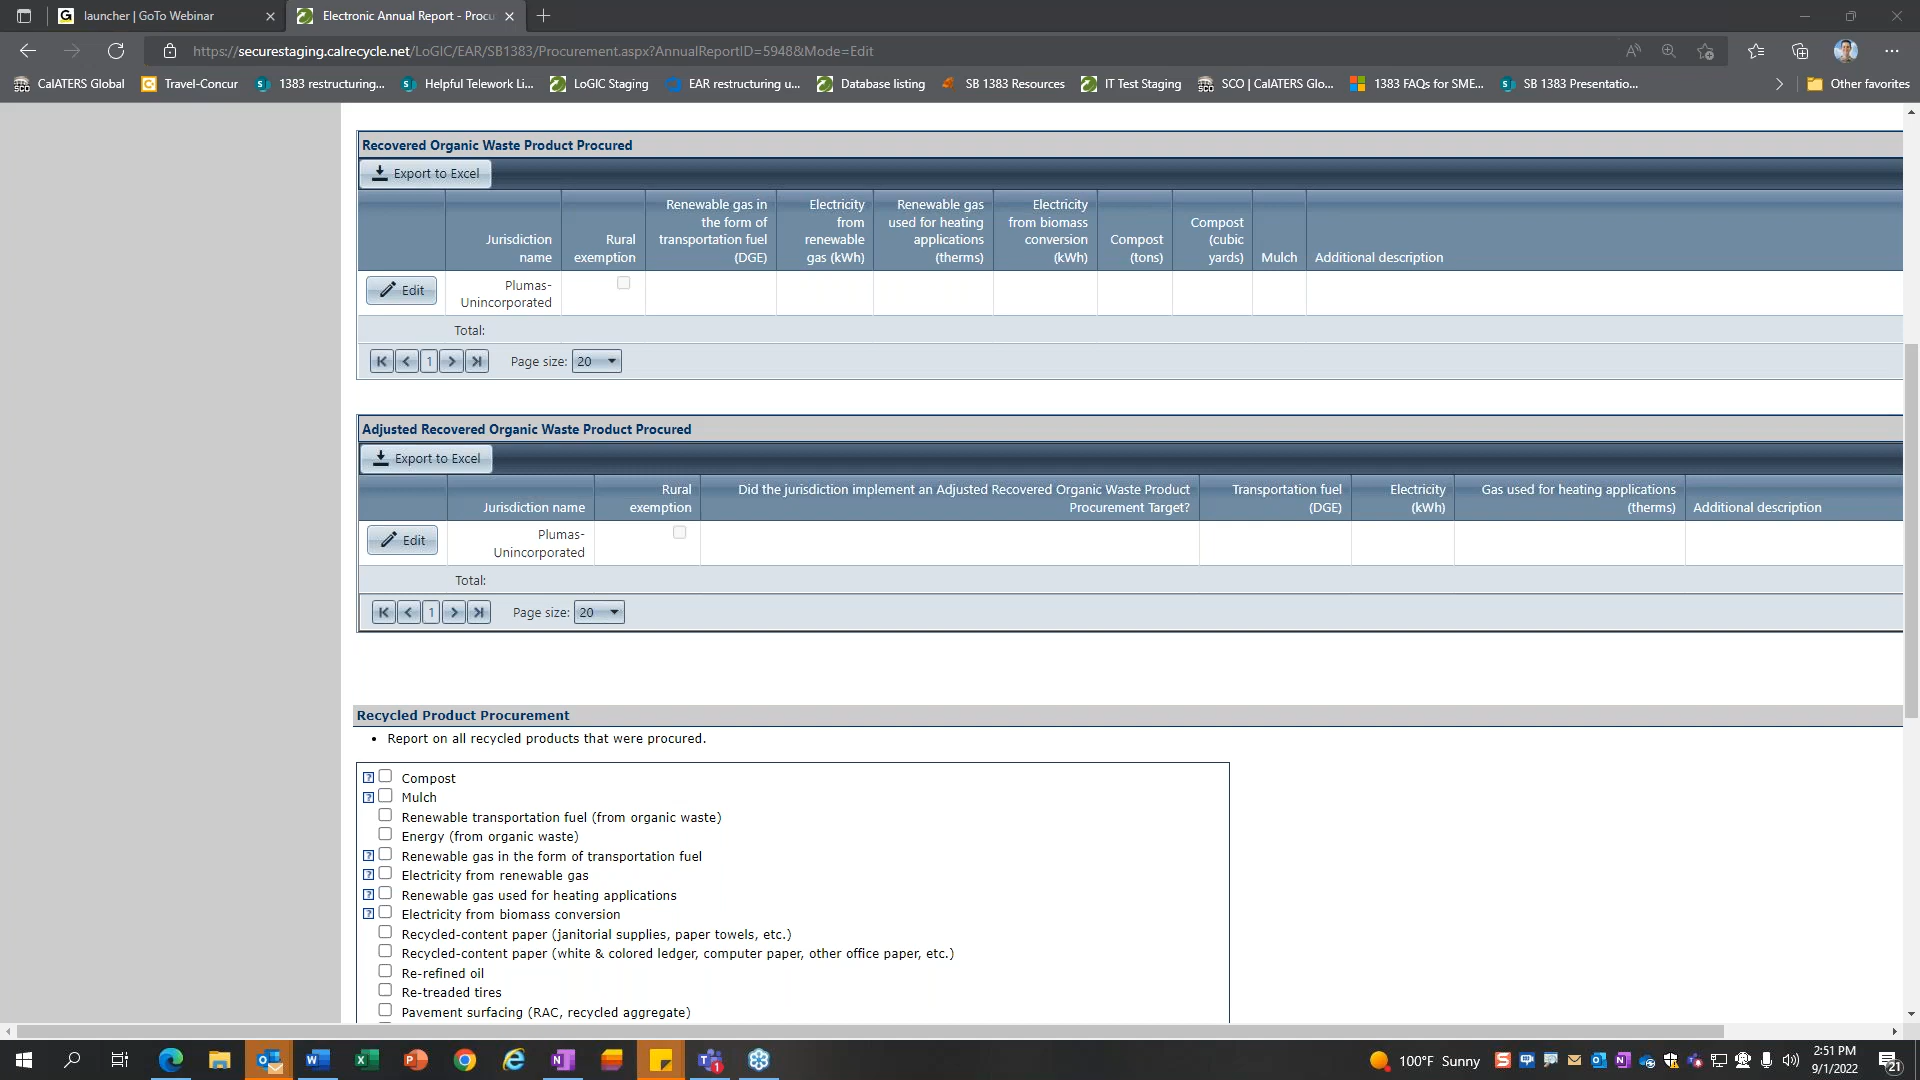 launcher | GoTo Webinar
Electronic Annual Report - Procu
https://securestaging.calrecycle.net/LoGIC/EAR/SB1383/Procurement.aspx?AnnualReportID=5948&Mode=Edit
CalATERS Global
Travel-Concur
1383 restructuring...
Helpful Telework Li...
LoGIC Staging
EAR restructuring u...
Database listing
SB 1383 Resources
IT Test Staging
SCO | CalATERS Glo...
1383 FAQs for SME...
SB 1383 Presentatio...
Other favorites
Recovered Organic Waste Product Procured
Export to Excel
Jurisdiction
name
Rural
exemption
Renewable gas in
the form of
transportation fuel
(DGE)
Electricity
from
renewable
gas (kWh)
Renewable gas
used for heating
applications
(therms)
Electricity
from biomass
conversion
(kWh)
Compost
(tons)
Compost
(cubic
yards)
Mulch
Additional description
Edit
Plumas-
Unincorporated
Total:
1
Page size: 20
Adjusted Recovered Organic Waste Product Procured
Export to Excel
Jurisdiction name
Rural
exemption
Did the jurisdiction implement an Adjusted Recovered Organic Waste Product
Procurement Target?
Transportation fuel
(DGE)
Electricity
(kWh)
Gas used for heating applications
(therms)
Additional description
Edit
Plumas-
Unincorporated
Total:
1
Page size: 20
Recycled Product Procurement
• Report on all recycled products that were procured.
? Compost
? Mulch
Renewable transportation fuel (from organic waste)
Energy (from organic waste)
? Renewable gas in the form of transportation fuel
? Electricity from renewable gas
? Renewable gas used for heating applications
? Electricity from biomass conversion
Recycled-content paper (janitorial supplies, paper towels, etc.)
Recycled-content paper (white & colored ledger, computer paper, other office paper, etc.)
Re-refined oil
Re-treaded tires
Pavement surfacing (RAC, recycled aggregate)
100°F Sunny
2:51 PM
9/1/2022
21